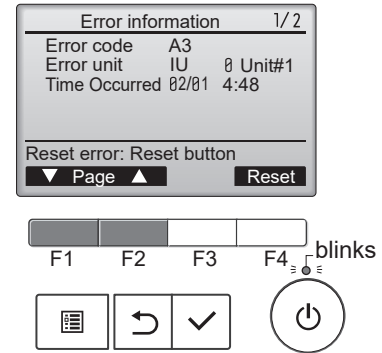 Error information 1/2
Error code A3
Error unit IU 0 Unit#1
Time Occurred 02/01 4:48
Reset error: Reset button
▼ Page ▲ Reset
F1 F2 F3 F4 blinks